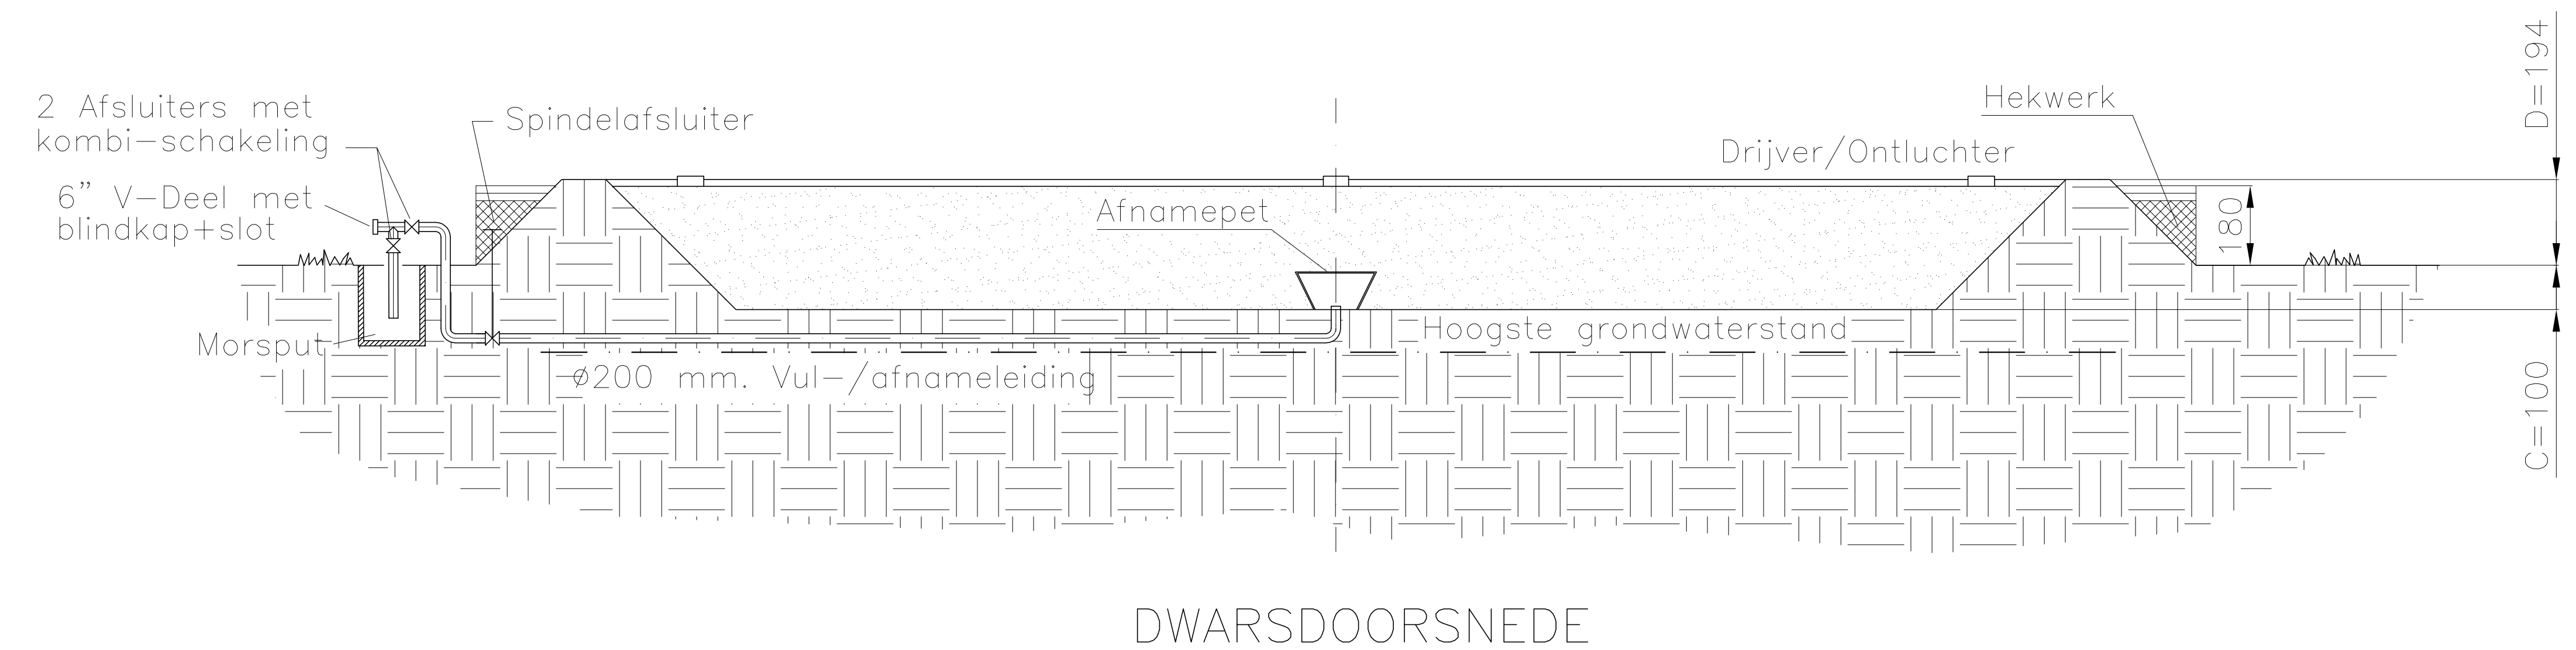 2 Afsluiters met
kombi-schakeling
6" V-Deel met
blindkap+slot
Spindelafsluiter
Afnamepet
Drijver/Ontluchter
Hekwerk
180
D=194
C=100
Morsput
Hoogste grondwaterstand
ø200 mm. Vul-/afnameleiding
DWARSDOORSNEDE